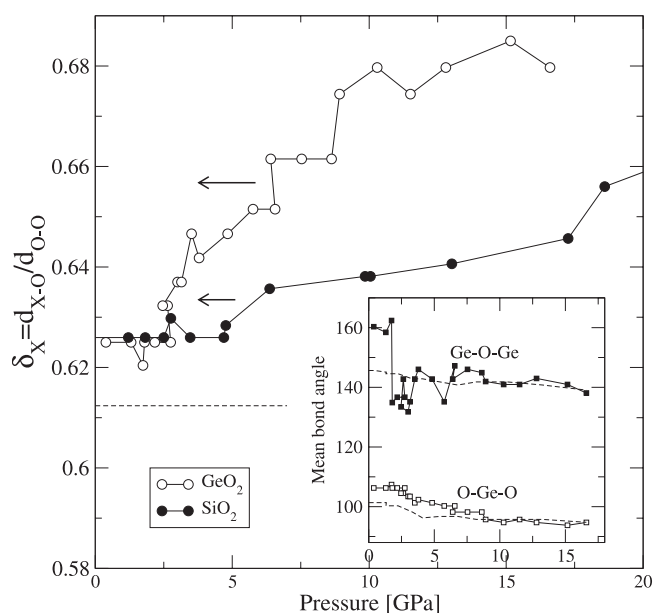 0.68
0.66
0.64
0.62
0.6
0.58
0
5
10
15
20
δX=dX-O/dO-O
Pressure [GPa]
GeO2
SiO2
160
140
120
100
0
5
10
15
Mean bond angle
Ge-O-Ge
O-Ge-O